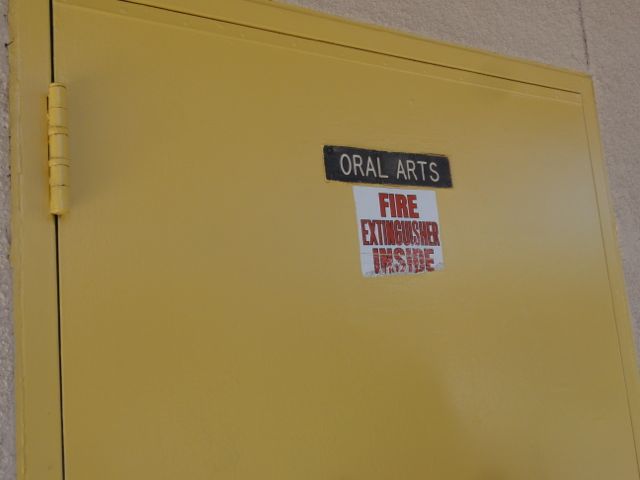 ORAL ARTS
FIRE
EXTINGUISHER
INSIDE